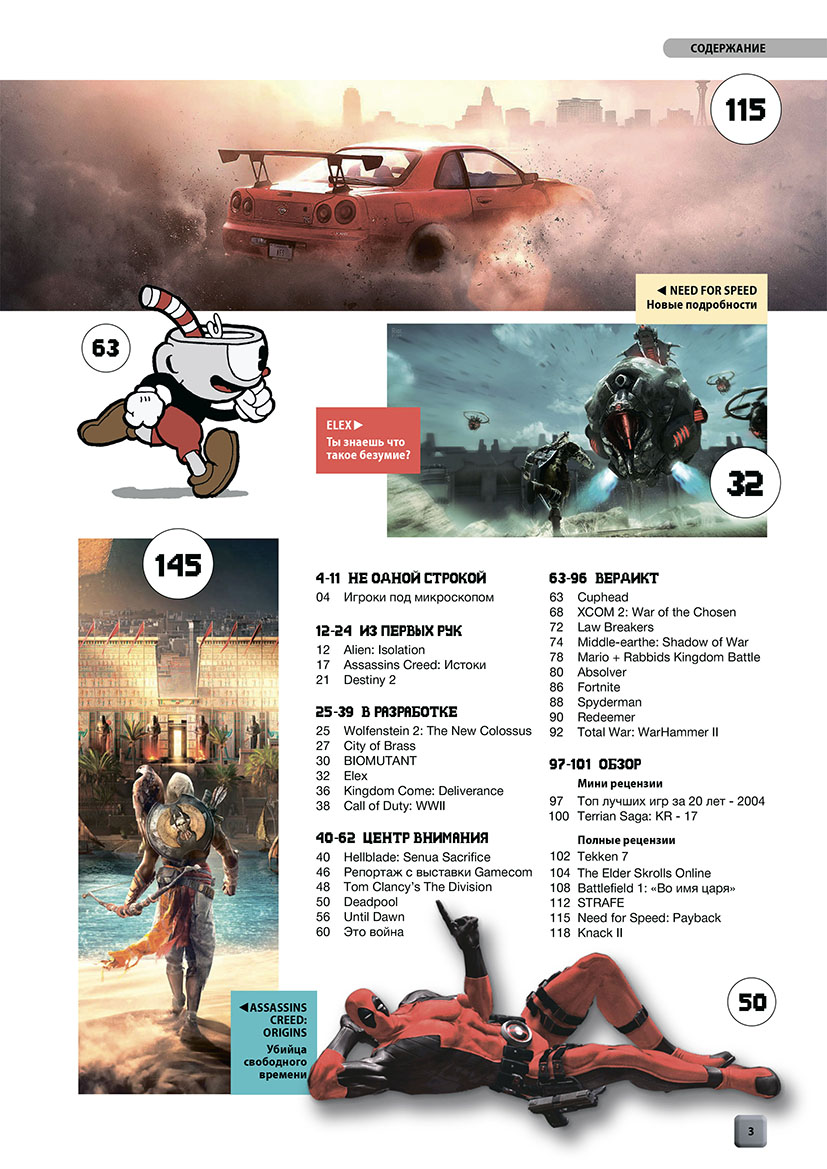 СОДЕРЖАНИЕ
115
◀ NEED FOR SPEED
Новые подробности
63
ELEX ▶
Ты знаешь что
такое безумие?
32
145
4-11 НЕ ОДНОЙ СТРОКОЙ
04 Игроки под микроскопом
12-24 ИЗ ПЕРВЫХ РУК
12 Alien: Isolation
17 Assassins Creed: Истоки
21 Destiny 2
25-39 В РАЗРАБОТКЕ
25 Wolfenstein 2: The New Colossus
27 City of Brass
30 BIOMUTANT
32 Elex
36 Kingdom Come: Deliverance
38 Call of Duty: WWII
40-62 ЦЕНТР ВНИМАНИЯ
40 Hellblade: Senua Sacrifice
46 Репортаж с выставки Gamecom
48 Tom Clancy's The Division
50 Deadpool
56 Until Dawn
60 Это война
63-96 ВЕРДИКТ
63 Cuphead
68 XCOM 2: War of the Chosen
72 Law Breakers
74 Middle-earthe: Shadow of War
78 Mario + Rabbids Kingdom Battle
80 Absolver
86 Fortnite
88 Spyderman
90 Redeemer
92 Total War: WarHammer II
97-101 ОБЗОР
Мини рецензии
97 Топ лучших игр за 20 лет - 2004
100 Terrian Saga: KR - 17
Полные рецензии
102 Tekken 7
104 The Elder Skrolls Online
108 Battlefield 1: «Во имя царя»
112 STRAFE
115 Need for Speed: Payback
118 Knack II
◀ASSASSINS
CREED:
ORIGINS
Убийца
свободного
времени
50
3